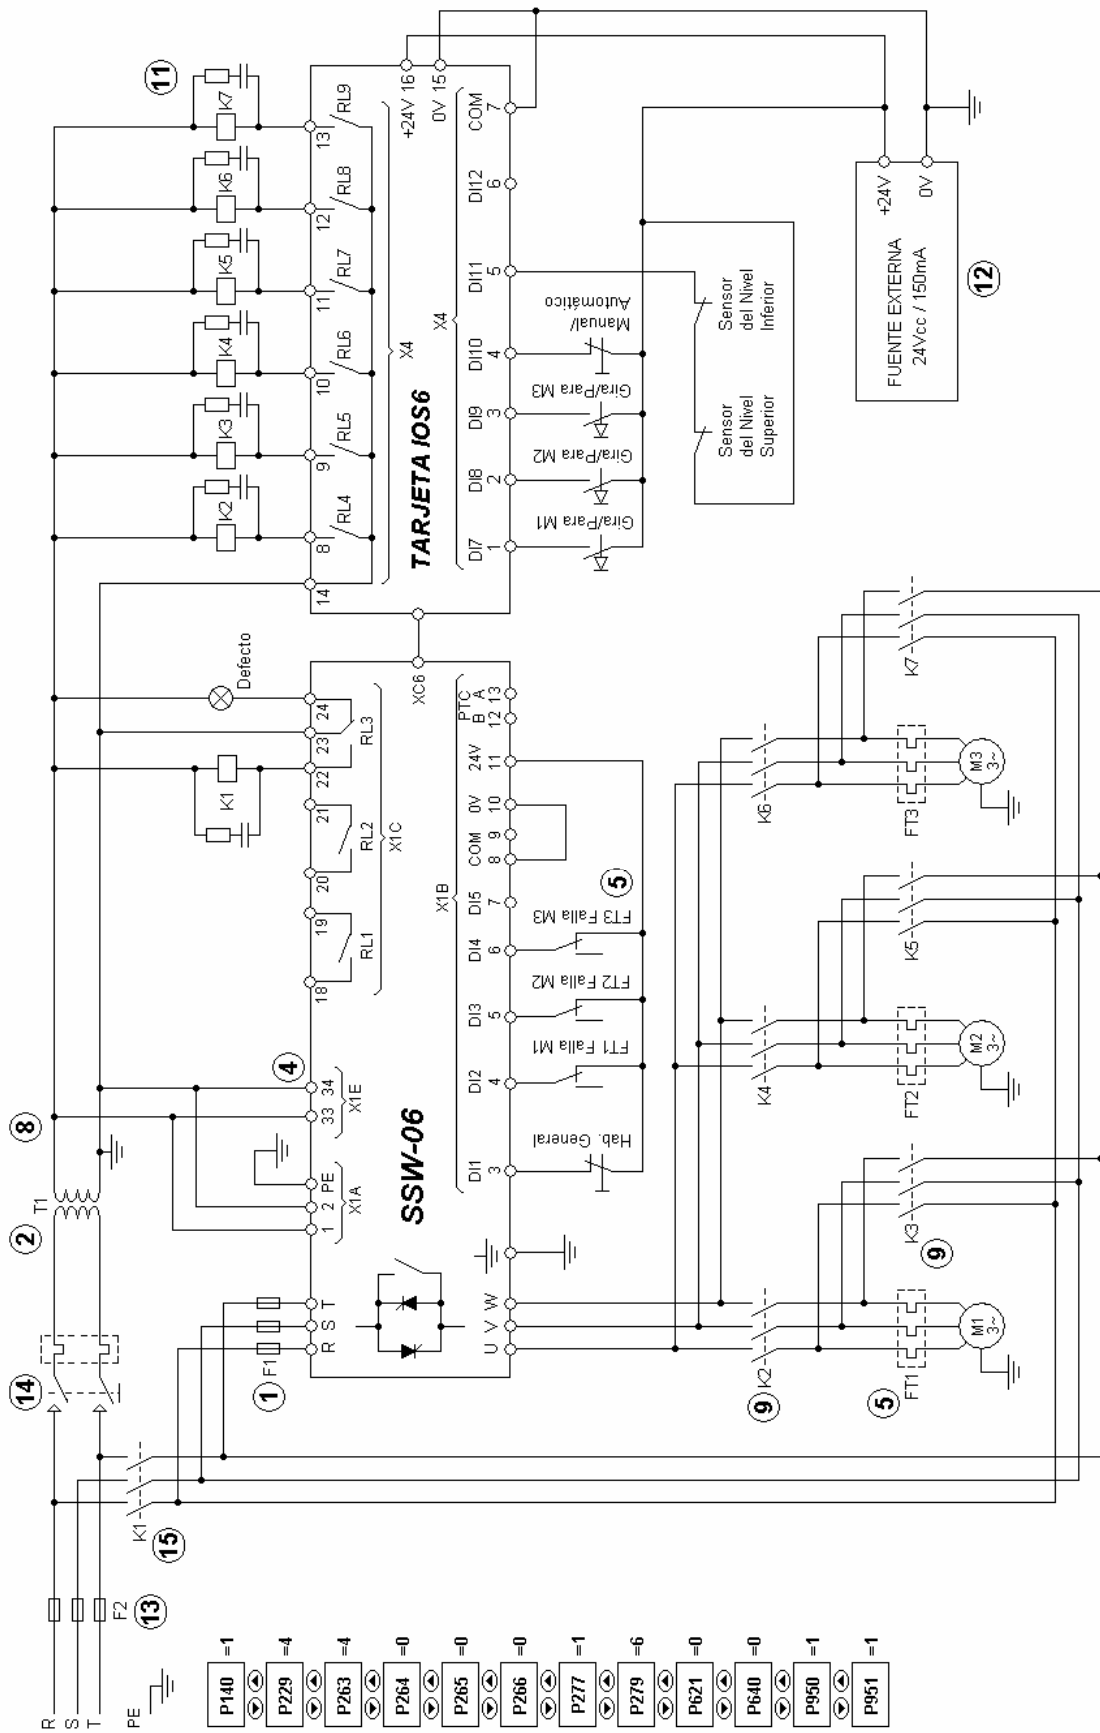 R
S
T
PE
F2
13
K1
15
14
2
T1
8
1
F1
R
S
T
1
2
PE
X1A
33
34
X1E
4
18
19
20
21
22
23
24
RL1
RL2
RL3
X1C
K1
Defecto
SSW-06
XC6
U
V
W
DI1
DI2
DI3
DI4
DI5
COM
0V
24V
PTC
B
A
3
4
5
6
7
8
9
10
11
12
13
X1B
Hab. General
FT1 Falla M1
FT2 Falla M2
FT3 Falla M3
5
K2
K3
K4
K5
K6
K7
11
14
8
9
10
11
12
13
RL4
RL5
RL6
RL7
RL8
RL9
X4
+24V 16
0V 15
TARJETA IOS6
X4
DI7
DI8
DI9
DI10
DI11
DI12
COM
1
2
3
4
5
6
7
Gira/Para M1
Gira/Para M2
Gira/Para M3
Manual/
Automático
Sensor
del Nivel
Superior
Sensor
del Nivel
Inferior
+24V
0V
FUENTE EXTERNA
24Vcc / 150mA
12
9
K2
K3
9
K4
K5
K6
K7
5
FT1
FT2
FT3
M1
3~
M2
3~
M3
3~
P140 =1
P229 =4
P263 =4
P264 =0
P265 =0
P266 =0
P277 =1
P279 =6
P621 =0
P640 =0
P950 =1
P951 =1